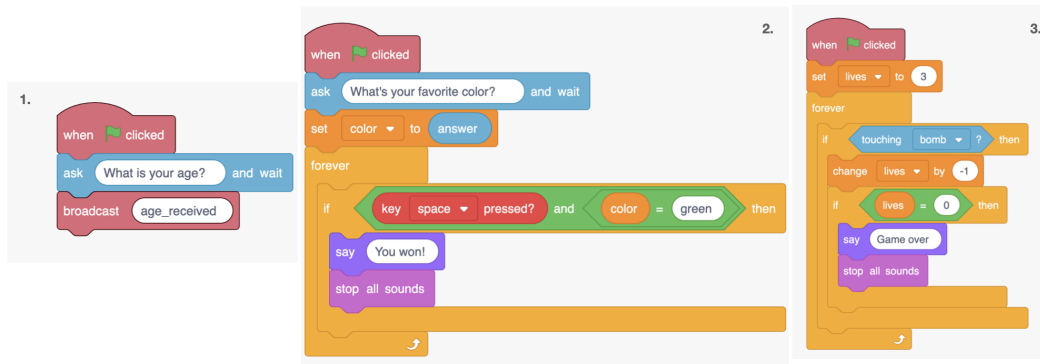 1.
when clicked
ask What is your age? and wait
broadcast age_received
2.
when clicked
ask What's your favorite color? and wait
set color to answer
forever
if key space pressed? and color = green then
say You won!
stop all sounds
3.
when clicked
set lives to 3
forever
if touching bomb ? then
change lives by -1
if lives = 0 then
say Game over
stop all sounds